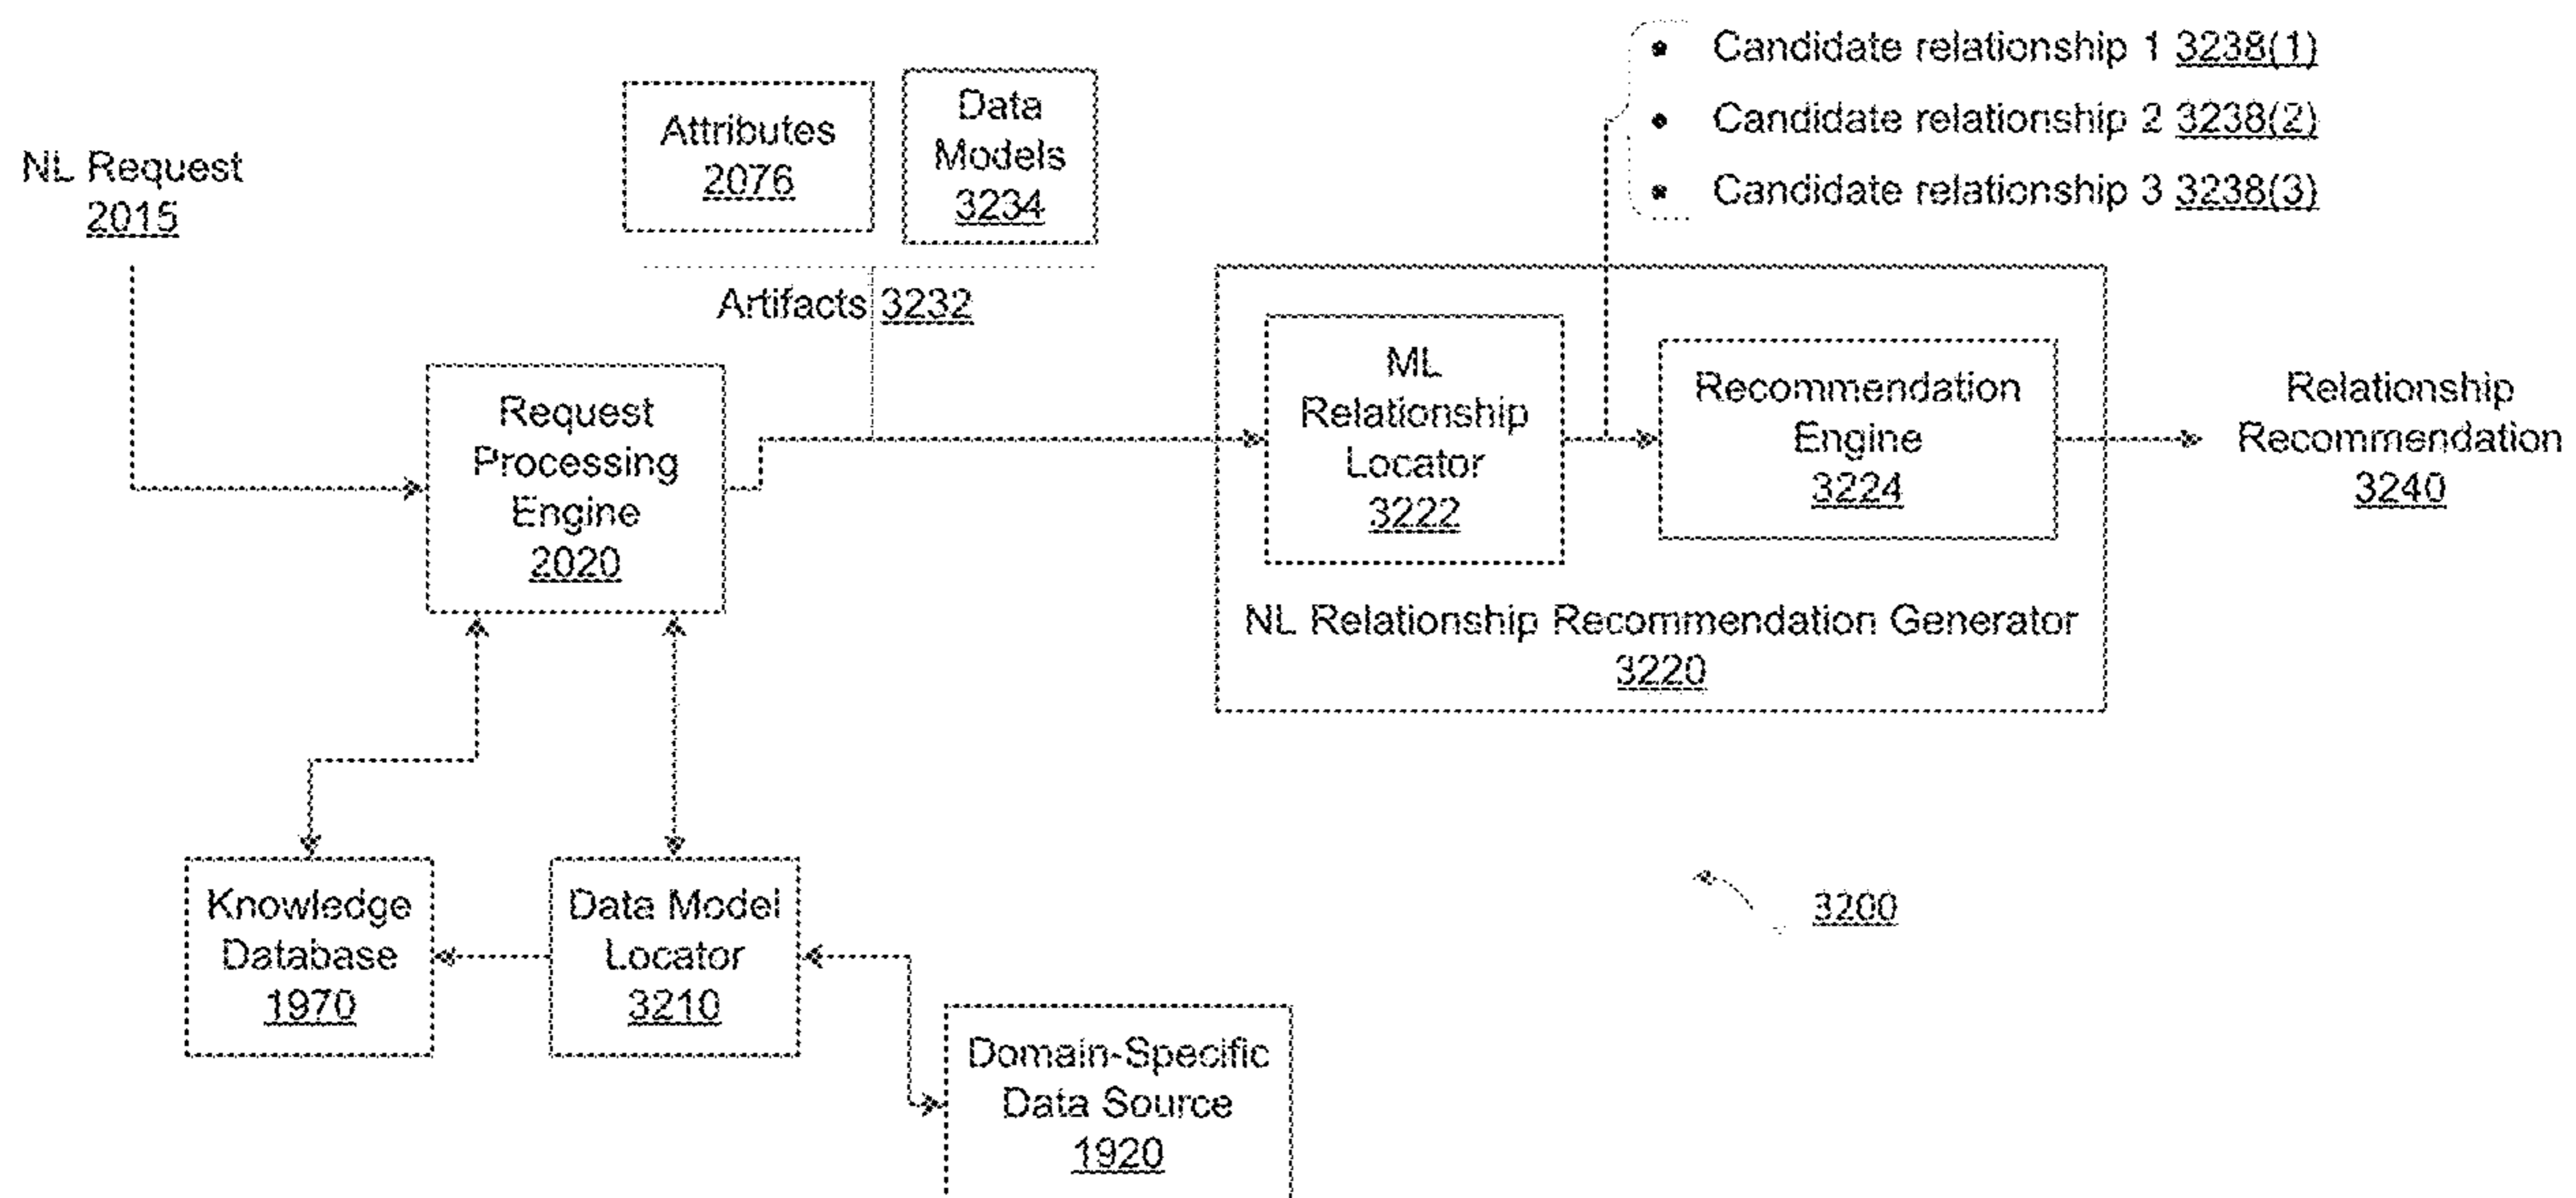 Candidate relationship 1 3238(1)
Candidate relationship 2 3238(2)
Candidate relationship 3 3238(3)
Attributes
2076
Data
Models
3234
NL Request
2015
Artifacts 3232
Request
Processing
Engine
2020
ML
Relationship
Locator
3222
Recommendation
Engine
3224
Relationship
Recommendation
3240
NL Relationship Recommendation Generator
3220
Knowledge
Database
1970
Data Model
Locator
3210
3200
Domain-Specific
Data Source
1920